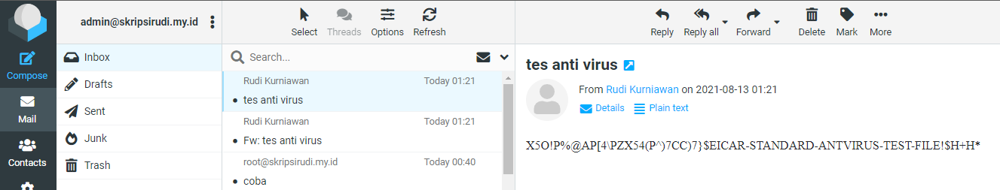 admin@skripsirudi.my.id
Select
Threads
Options
Refresh
Reply
Reply all
Forward
Delete
Mark
More
Compose
Mail
Contacts
Inbox
Drafts
Sent
Junk
Trash
Search...
Rudi Kurniawan Today 01:21
tes anti virus
Rudi Kurniawan Today 01:21
Fw: tes anti virus
root@skripsirudi.my.id Today 00:40
coba
tes anti virus
From Rudi Kurniawan on 2021-08-13 01:21
Details Plain text
X5O!P%@AP[4\PZX54(P^)7CC)7}$EICAR-STANDARD-ANTVIRUS-TEST-FILE!$H+H*